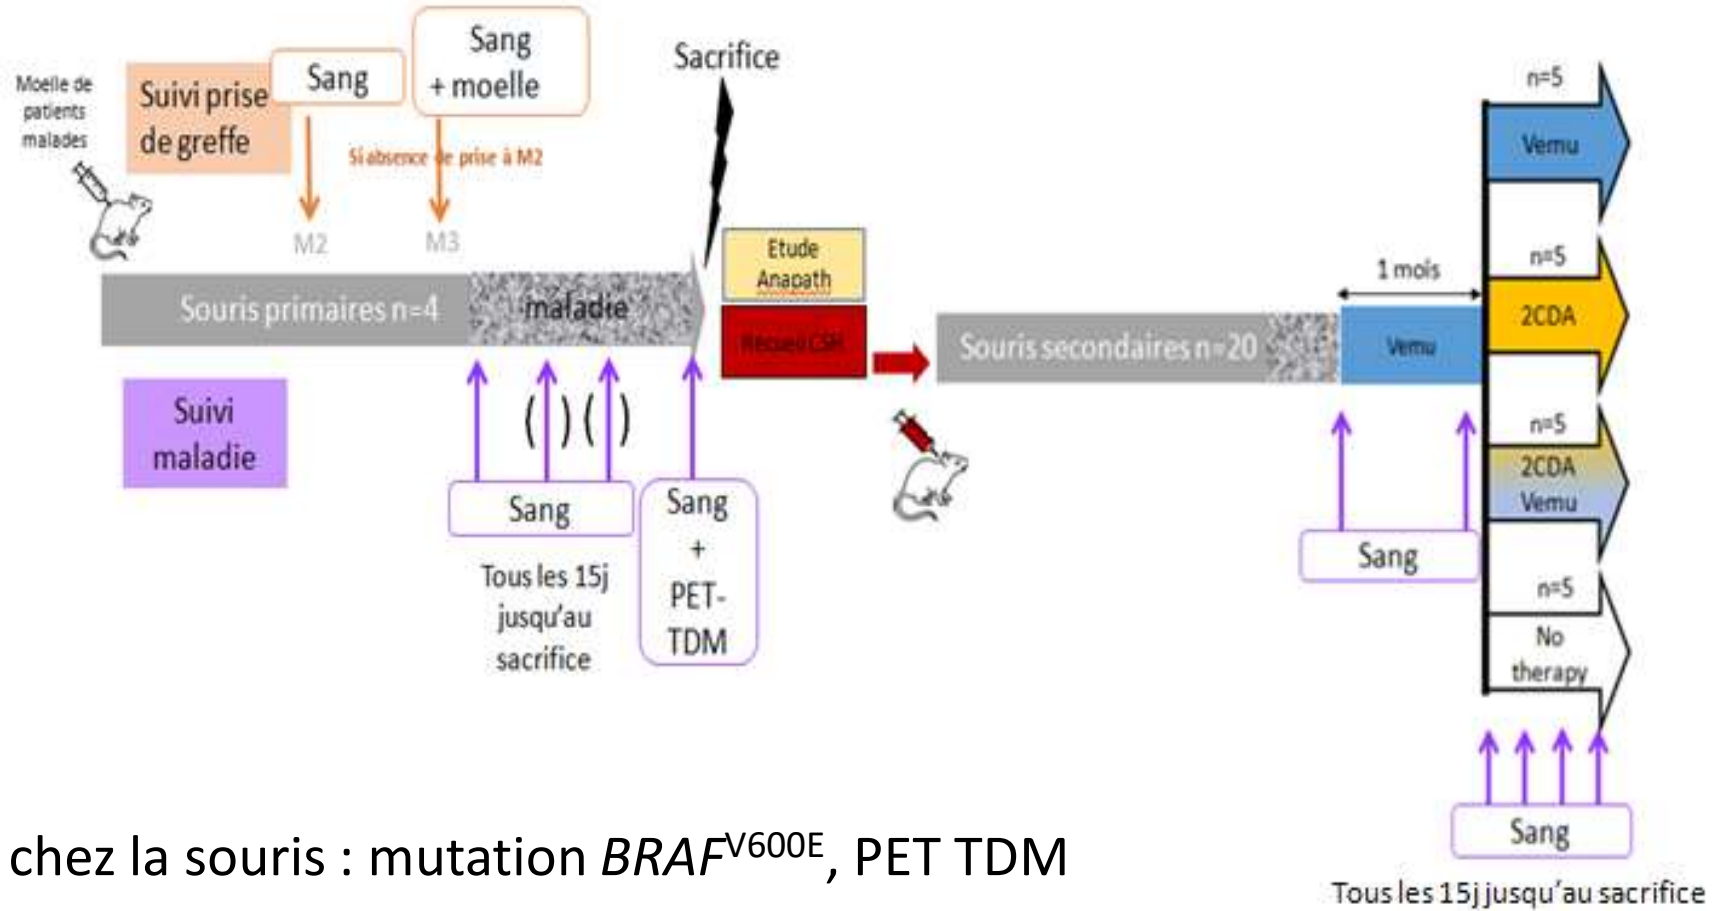 Moelle de
patients
malades
Suivi prise
de greffe
Sang
Sang
+ moelle
Si absence de prise à M2
M2
M3
Sacrifice
Souris primaires n=4
maladie
Etude
Anapath
Recueil CSH
Suivi
maladie
( ) ( )
Sang
Tous les 15j
jusqu'au
sacrifice
Sang
+
PET-
TDM
Souris secondaires n=20
1 mois
Vemu
Sang
n=5
Vemu
n=5
2CDA
n=5
2CDA
Vemu
n=5
No
therapy
Sang
Tous les 15j jusqu'au sacrifice
chez la souris : mutation BRAFV600E, PET TDM